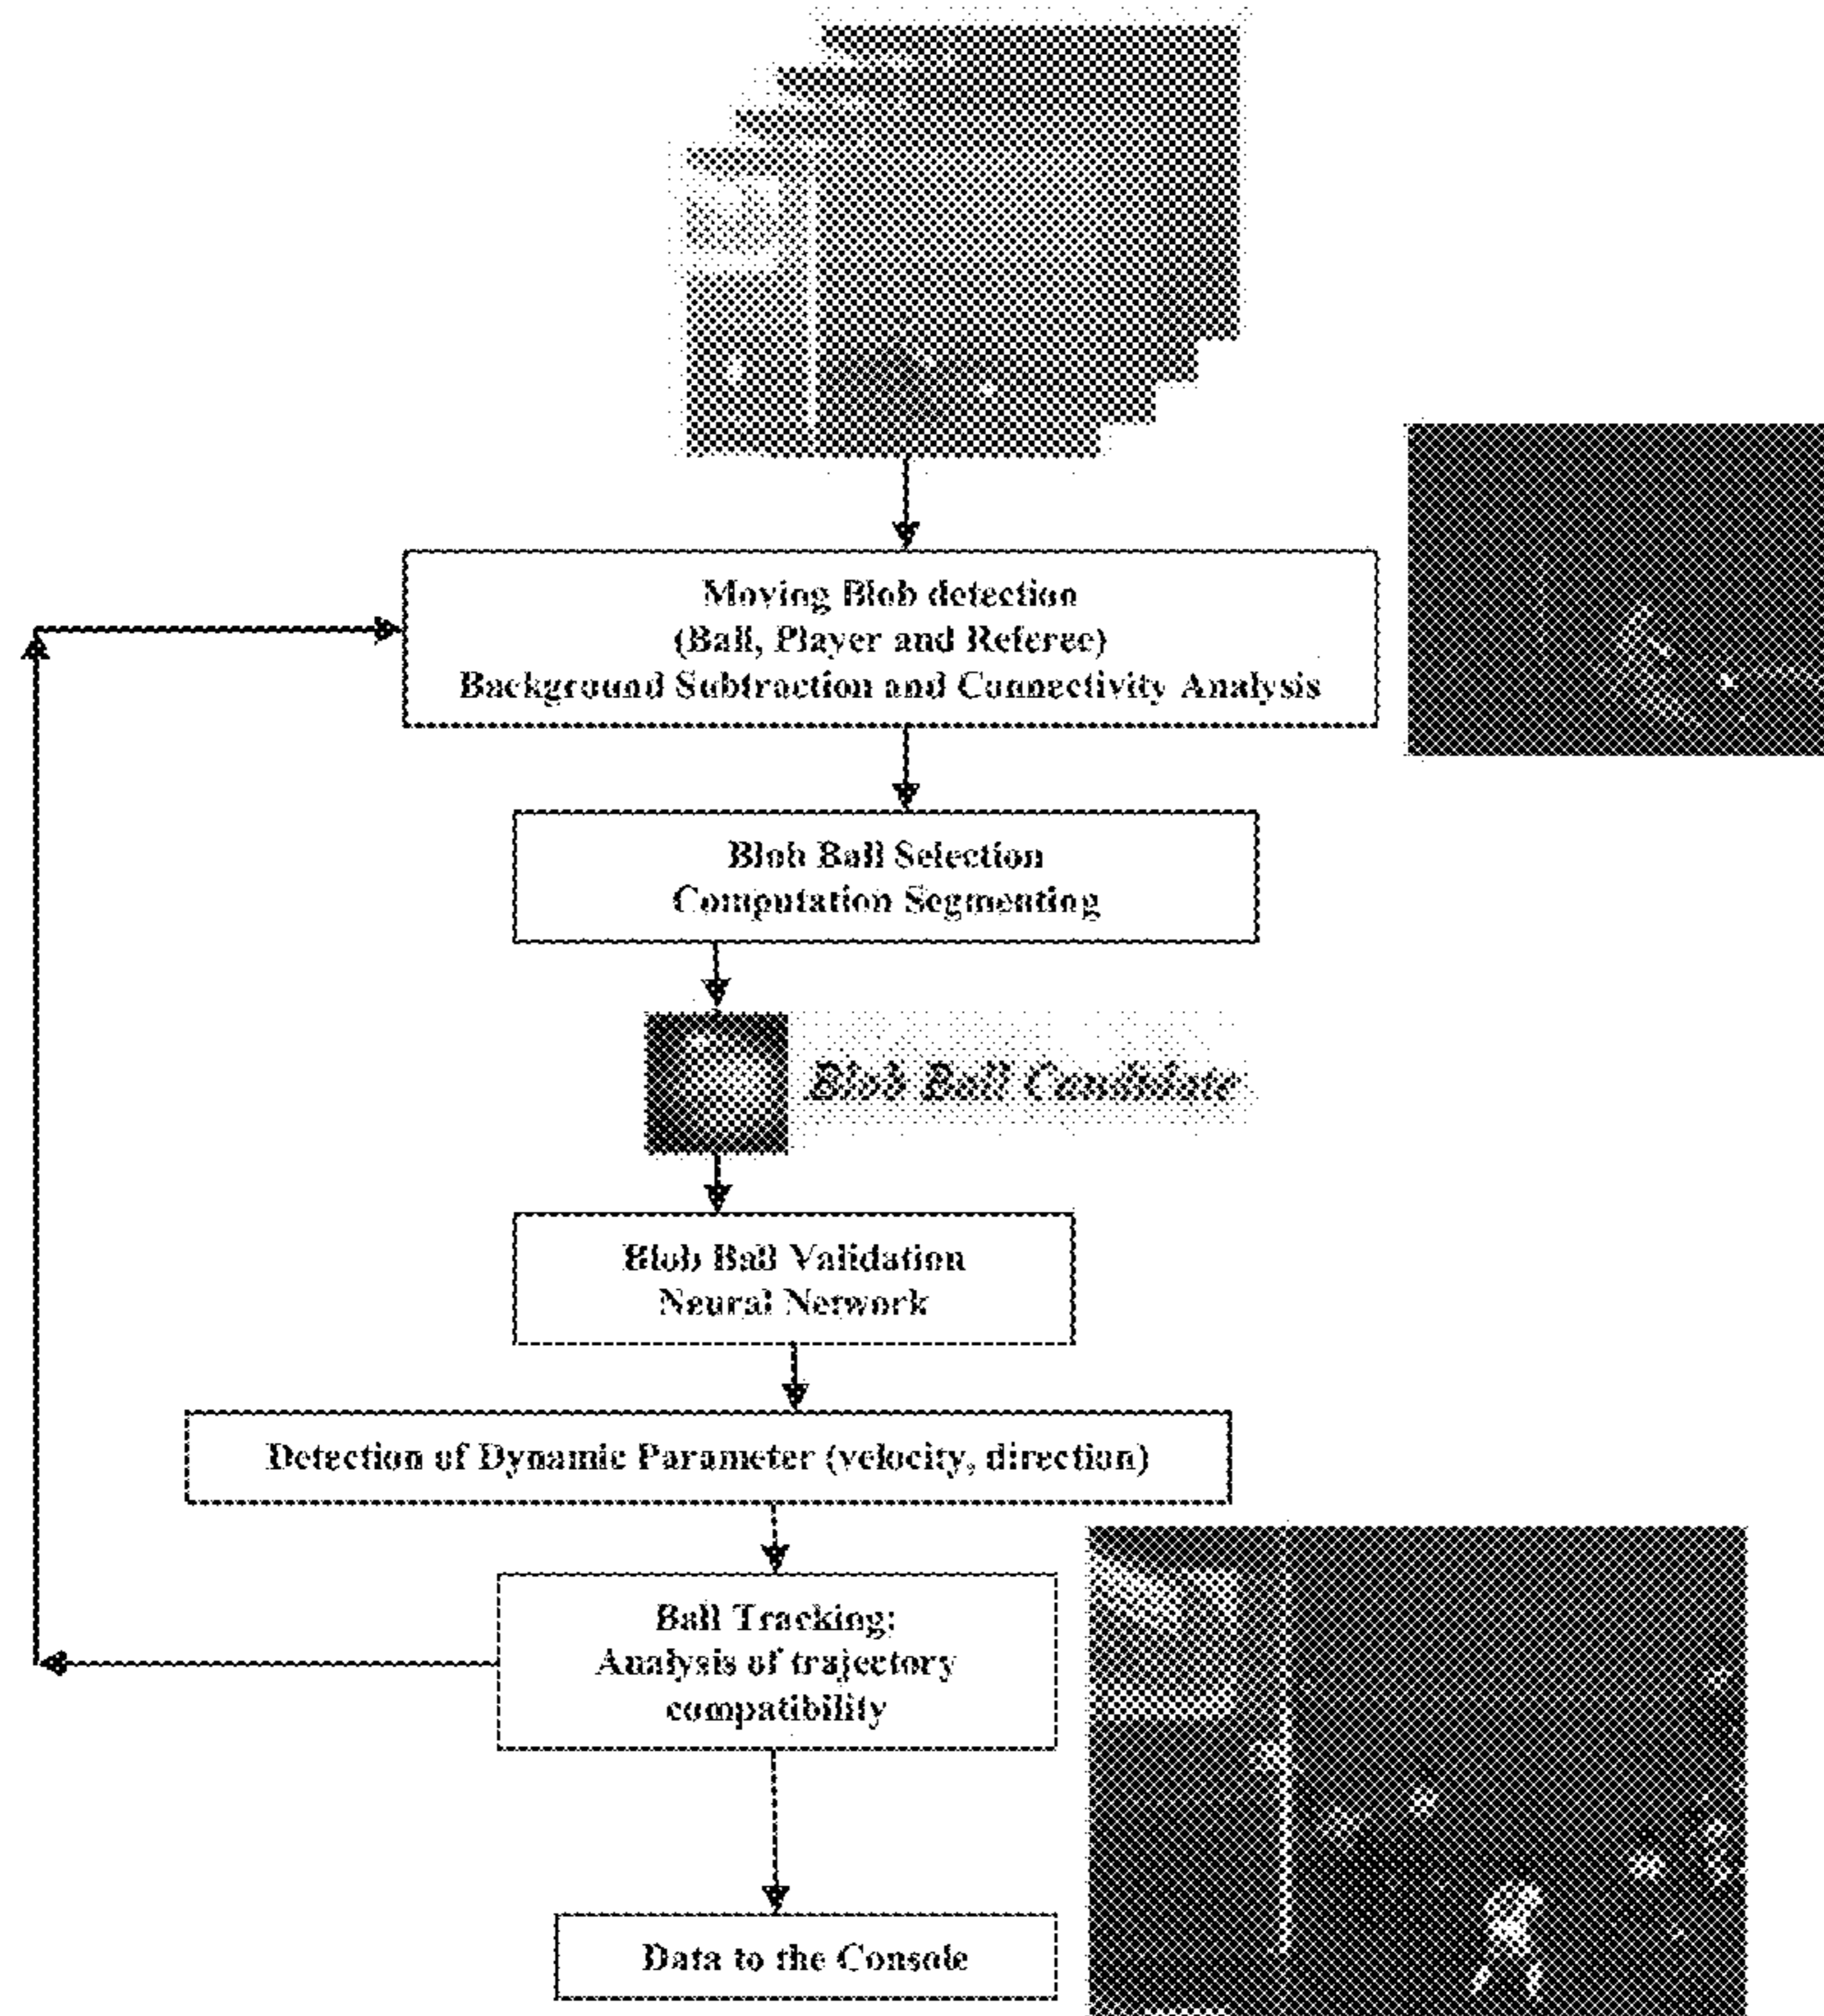 Moving Blob detection
(Ball, Player and Referee)
Background Subtraction and Connectivity Analysis
Blob Ball Selection
Computation Segmenting
Blob Ball Candidate
Blob Ball Validation
Neural Network
Detection of Dynamic Parameter (velocity, direction)
Ball Tracking:
Analysis of trajectory
compatibility
Data to the Console